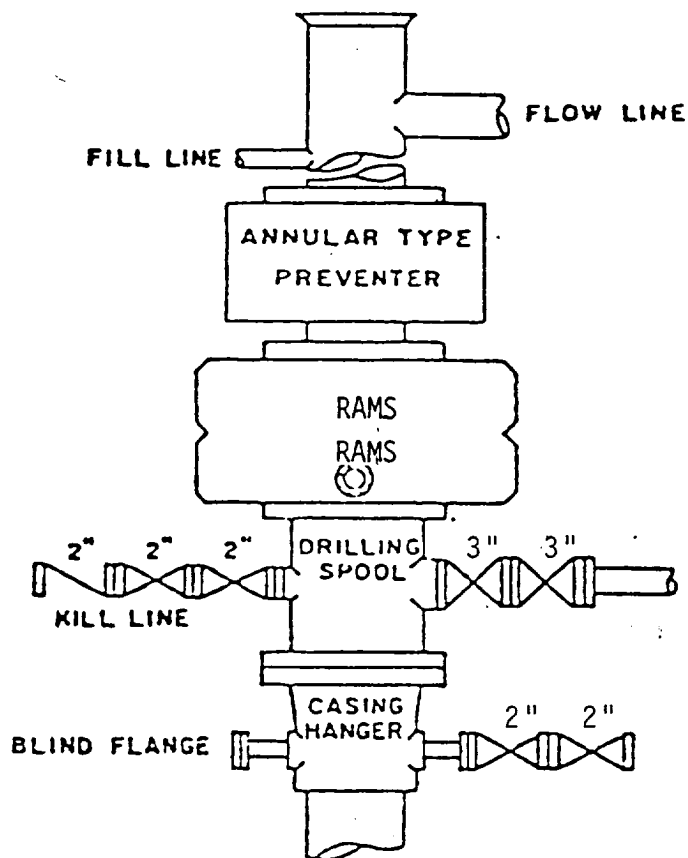 FLOW LINE
FILL LINE
ANNULAR TYPE
PREVENTER
RAMS
RAMS
2" 2" 2"
DRILLING
SPOOL
3" 3"
KILL LINE
CASING
HANGER
2" 2"
BLIND FLANGE